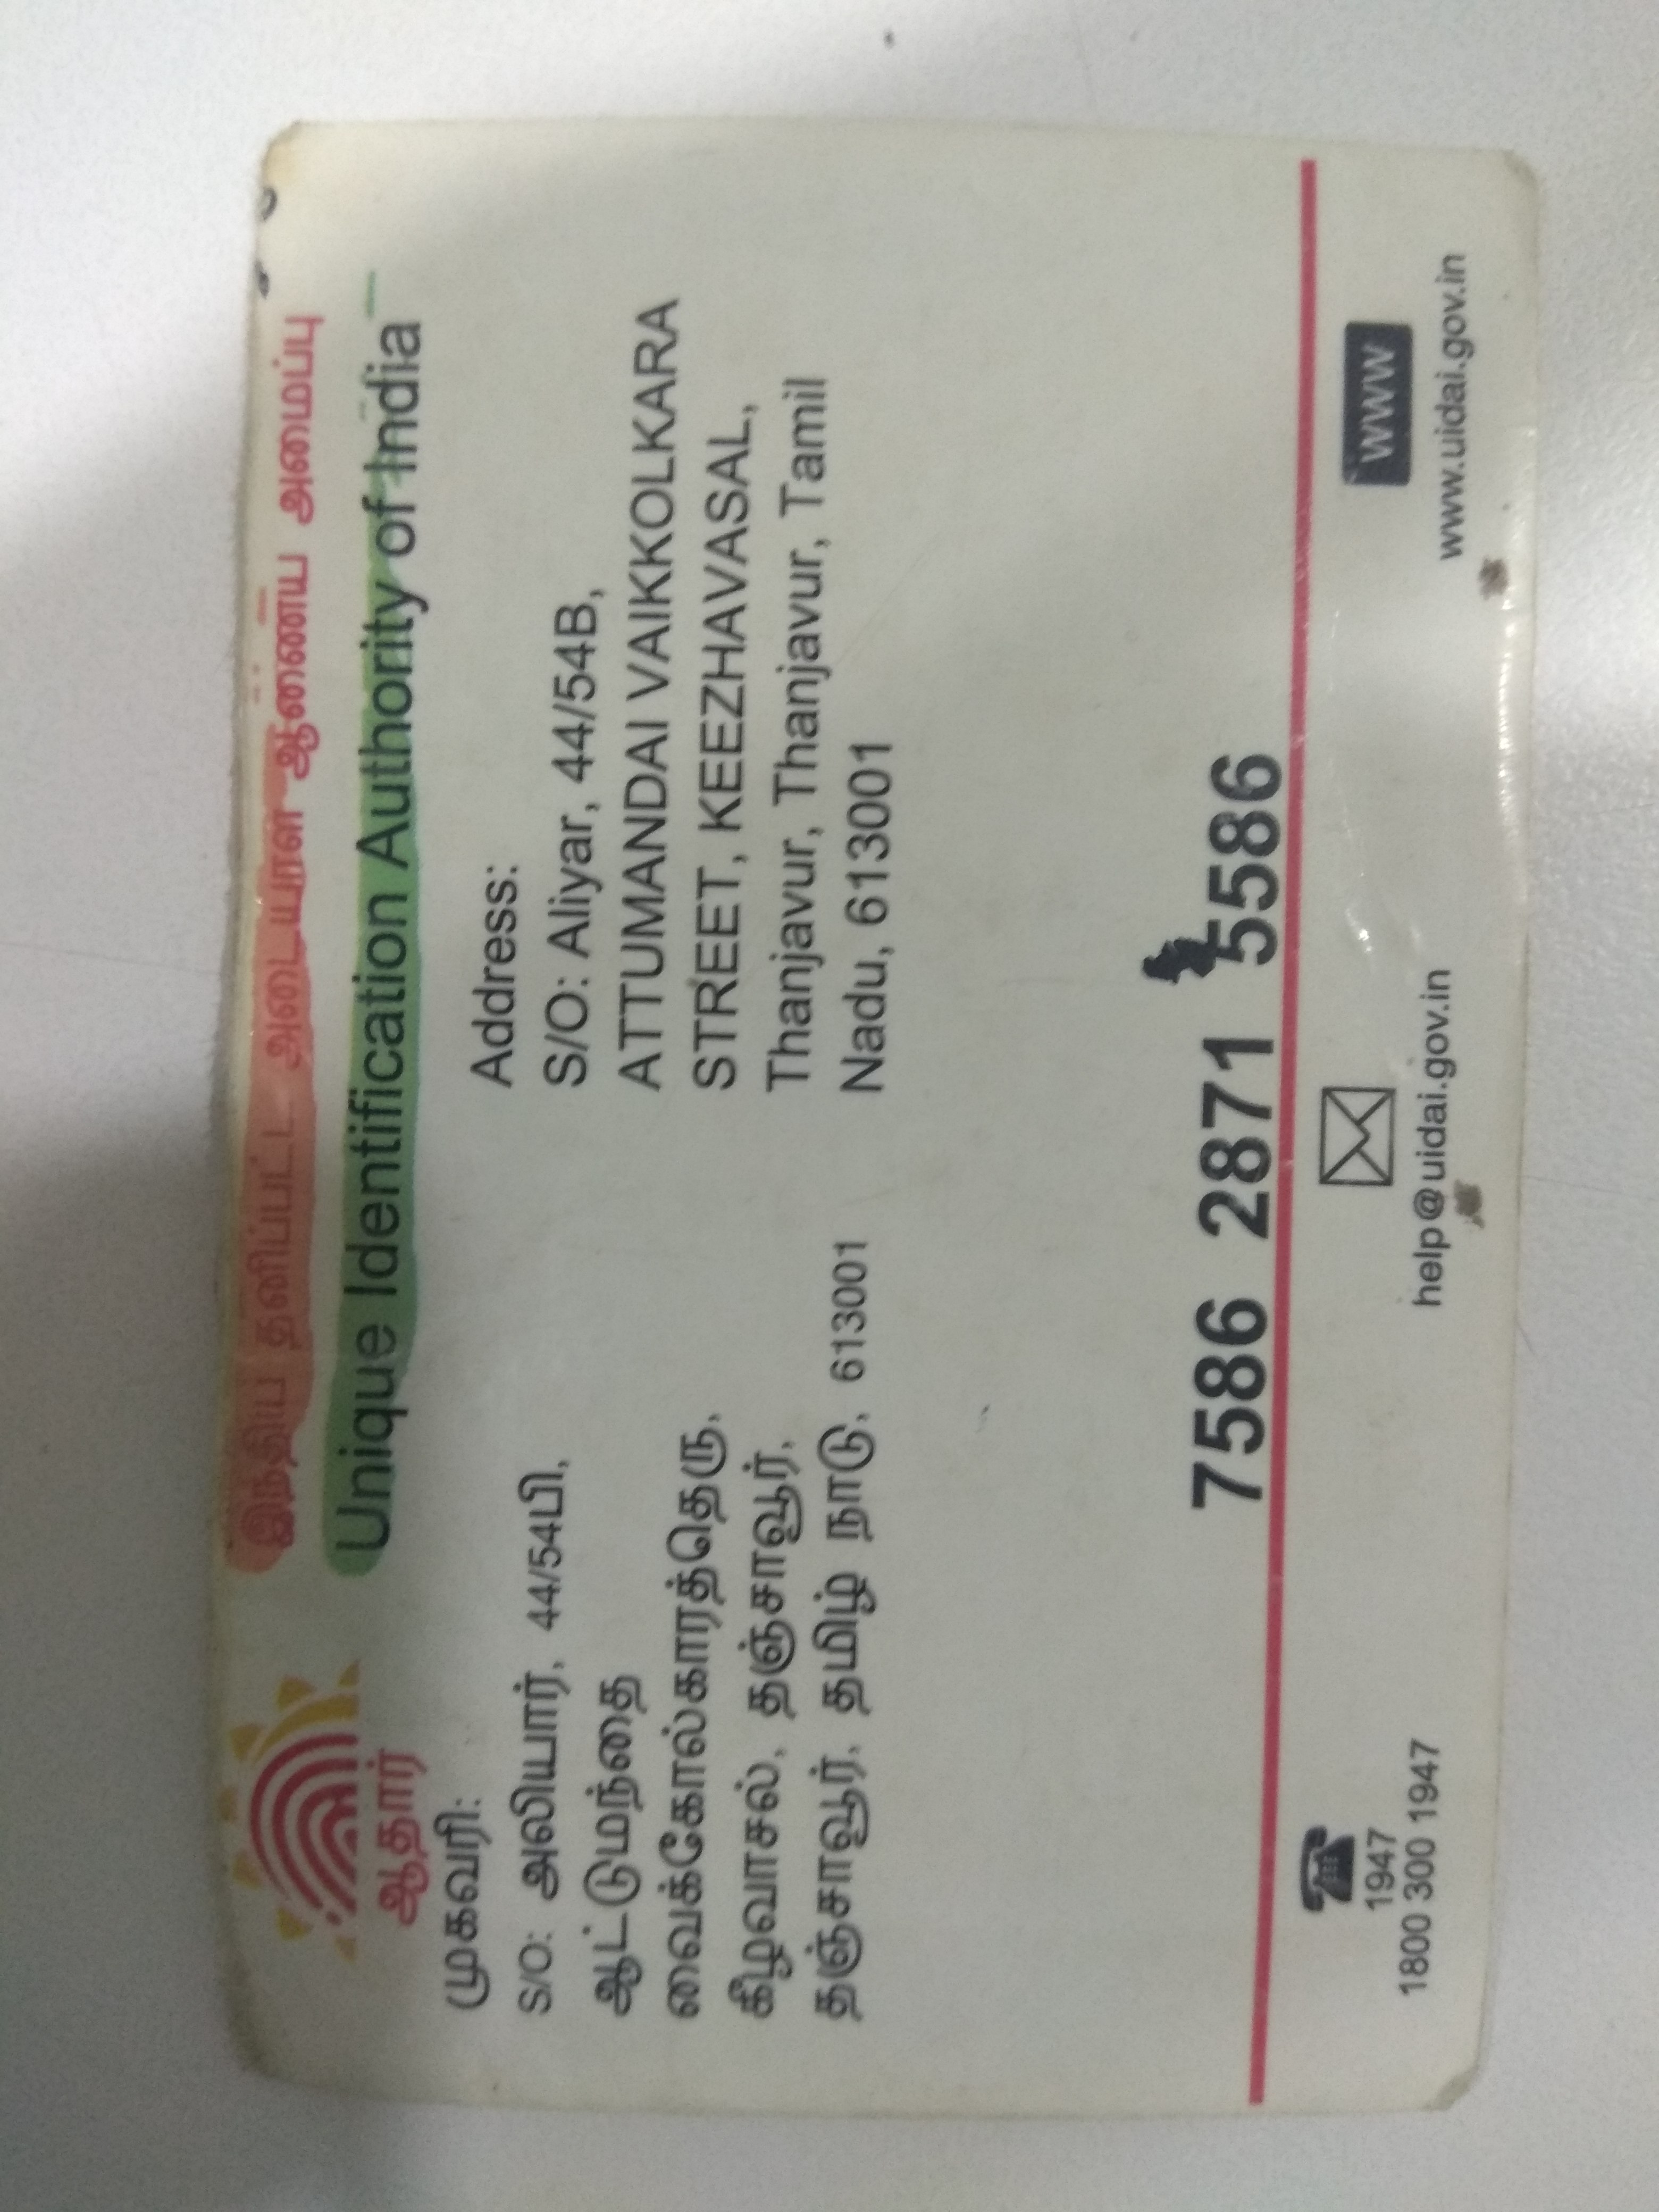 இந்திய தனிப்பட்ட அடையாள ஆணைய அமைப்பு
Unique Identification Authority of India
ஆதார்
முகவரி:
S/O: அலியார், 44/54பி,
ஆட்டுமந்தை
வைக்கோல்காரத்தெரு,
கீழவாசல், தஞ்சாவூர்,
தஞ்சாவூர், தமிழ் நாடு, 613001
Address:
S/O: Aliyar, 44/54B,
ATTUMANDAI VAIKKOLKARA
STREET, KEEZHAVASAL,
Thanjavur, Thanjavur, Tamil
Nadu, 613001
7586 2871 5586
1947
1800 300 1947
help@uidai.gov.in
WWW
www.uidai.gov.in